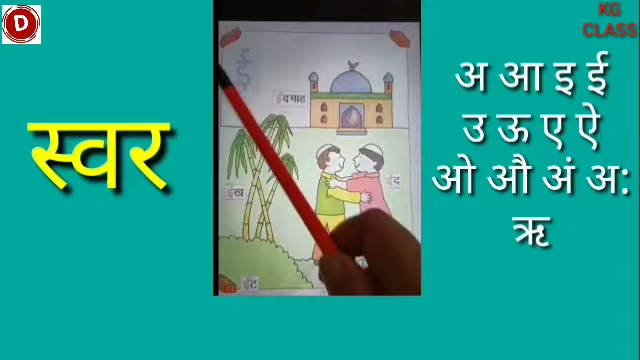 D
KG
CLASS
स्वर
ई
ईदगाह
ईख
ईद
ईंट
अ आ इ ई
उ ऊ ए ऐ
ओ औ अं अ:
ऋ